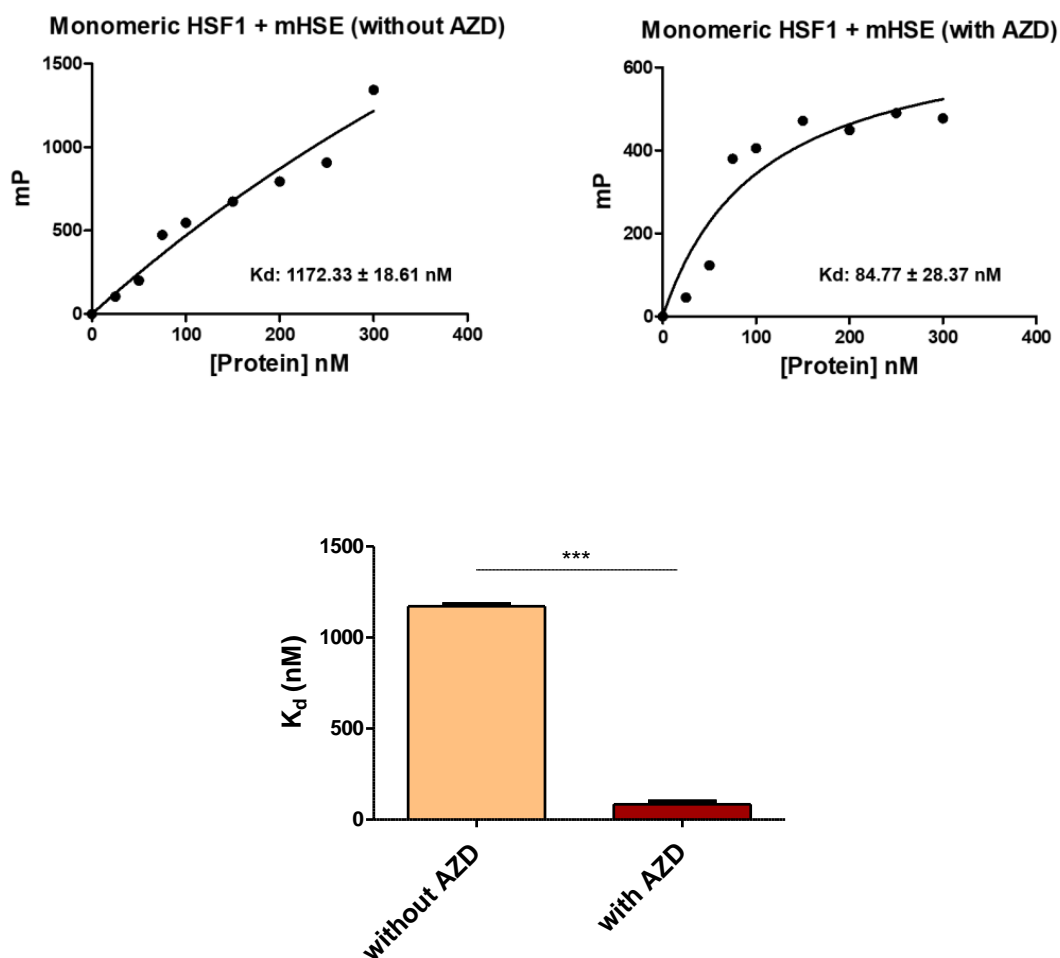 Monomeric HSF1 + mHSE (without AZD)
1500
1000
500
0
mP
Kd: 1172.33 ± 18.61 nM
0 100 200 300 400
[Protein] nM
Monomeric HSF1 + mHSE (with AZD)
600
400
200
0
mP
Kd: 84.77 ± 28.37 nM
0 100 200 300 400
[Protein] nM
1500
1000
500
0
Kd (nM)
***
without AZD
with AZD